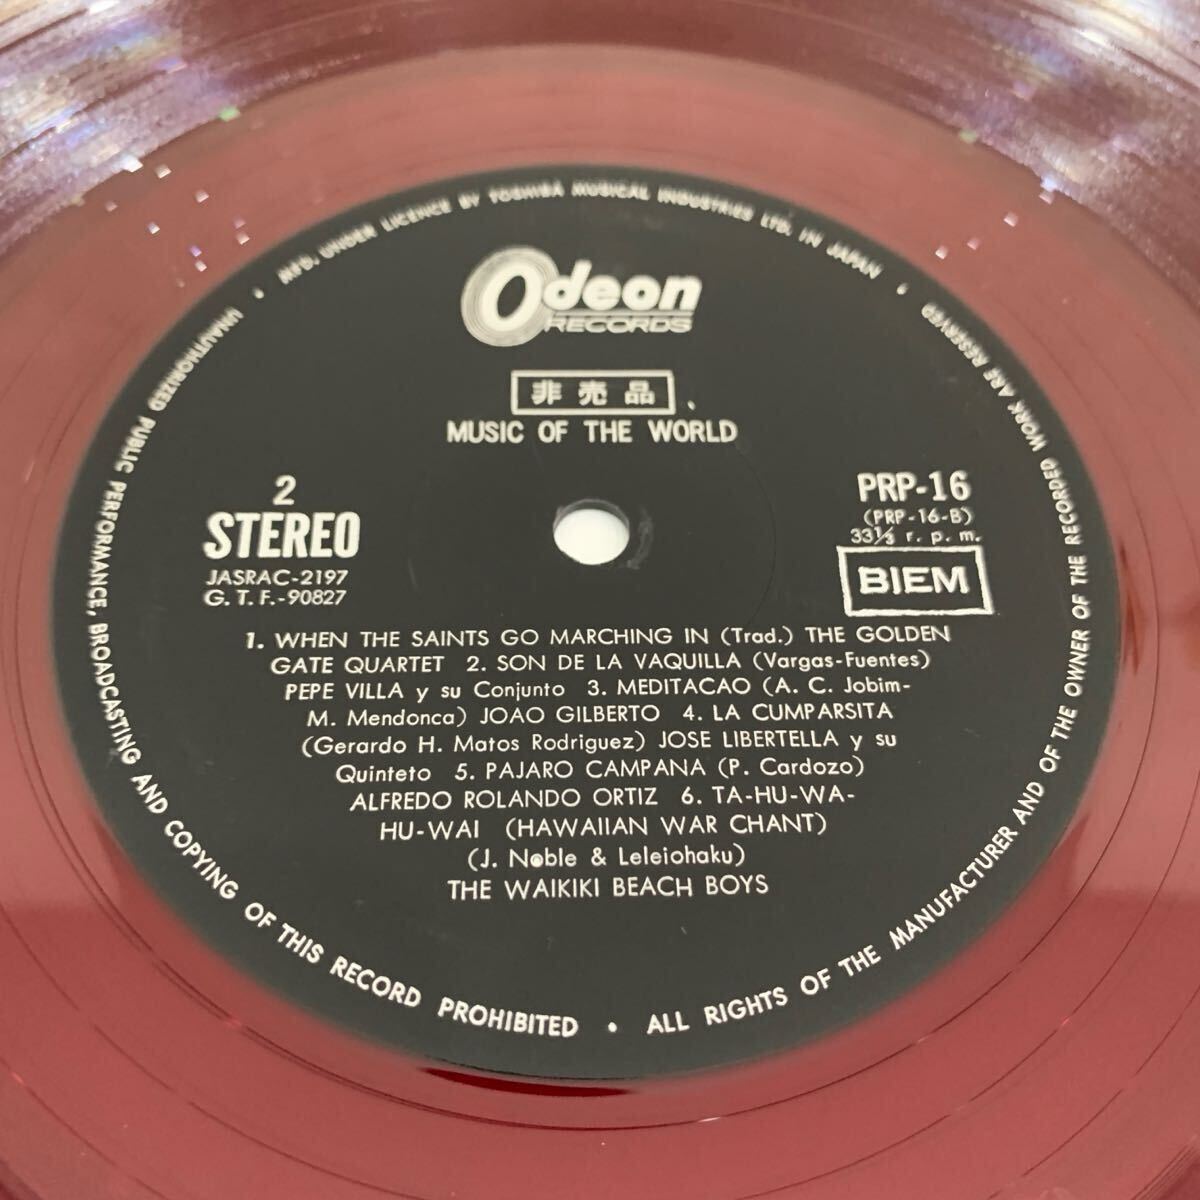 MFD. UNDER LICENCE BY TOSHIBA MUSICAL INDUSTRIES LTD. IN JAPAN •
Odeon
RECORDS
非売品
MUSIC OF THE WORLD
2
STEREO
JASRAC-2197
G. T. F.-90827
PRP-16
(PRP-16-B)
33⅓ r. p. m.
BIEM
1. WHEN THE SAINTS GO MARCHING IN (Trad.) THE GOLDEN
GATE QUARTET 2. SON DE LA VAQUILLA (Vargas-Fuentes)
PEPE VILLA y su Conjunto 3. MEDITACAO (A. C. Jobim-
M. Mendonca) JOAO GILBERTO 4. LA CUMPARSITA
(Gerardo H. Matos Rodriguez) JOSE LIBERTELLA y su
Quinteto 5. PAJARO CAMPANA (P. Cardozo)
ALFREDO ROLANDO ORTIZ 6. TA-HU-WA-
HU-WAI (HAWAIIAN WAR CHANT)
(J. Noble & Leleiohaku)
THE WAIKIKI BEACH BOYS
UNAUTHORIZED PUBLIC PERFORMANCE, BROADCASTING AND COPYING OF THIS RECORD PROHIBITED • ALL RIGHTS OF THE MANUFACTURER AND OF THE OWNER OF THE RECORDED WORK ARE RESERVED •